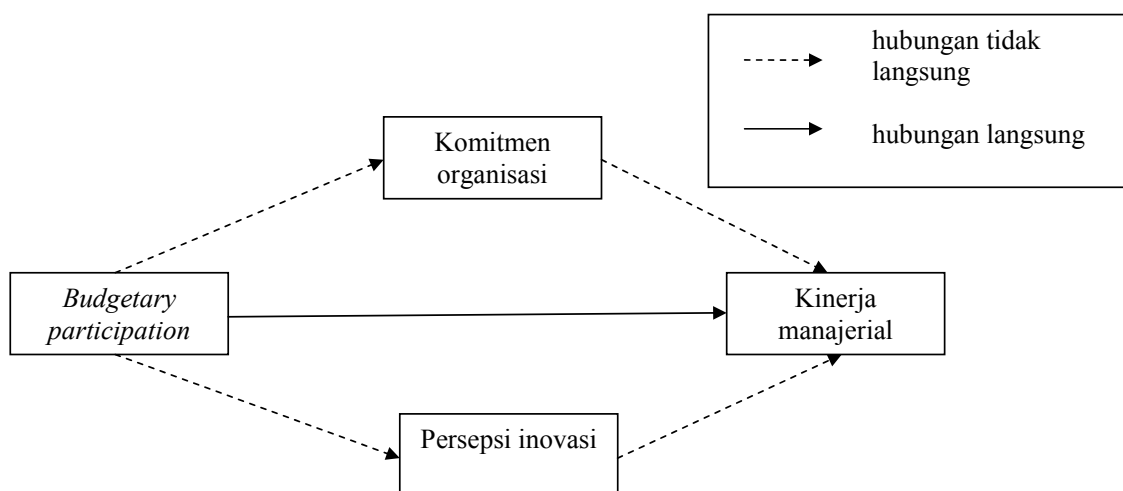 hubungan tidak
langsung
hubungan langsung
Komitmen
organisasi
Budgetary
participation
Kinerja
manajerial
Persepsi inovasi